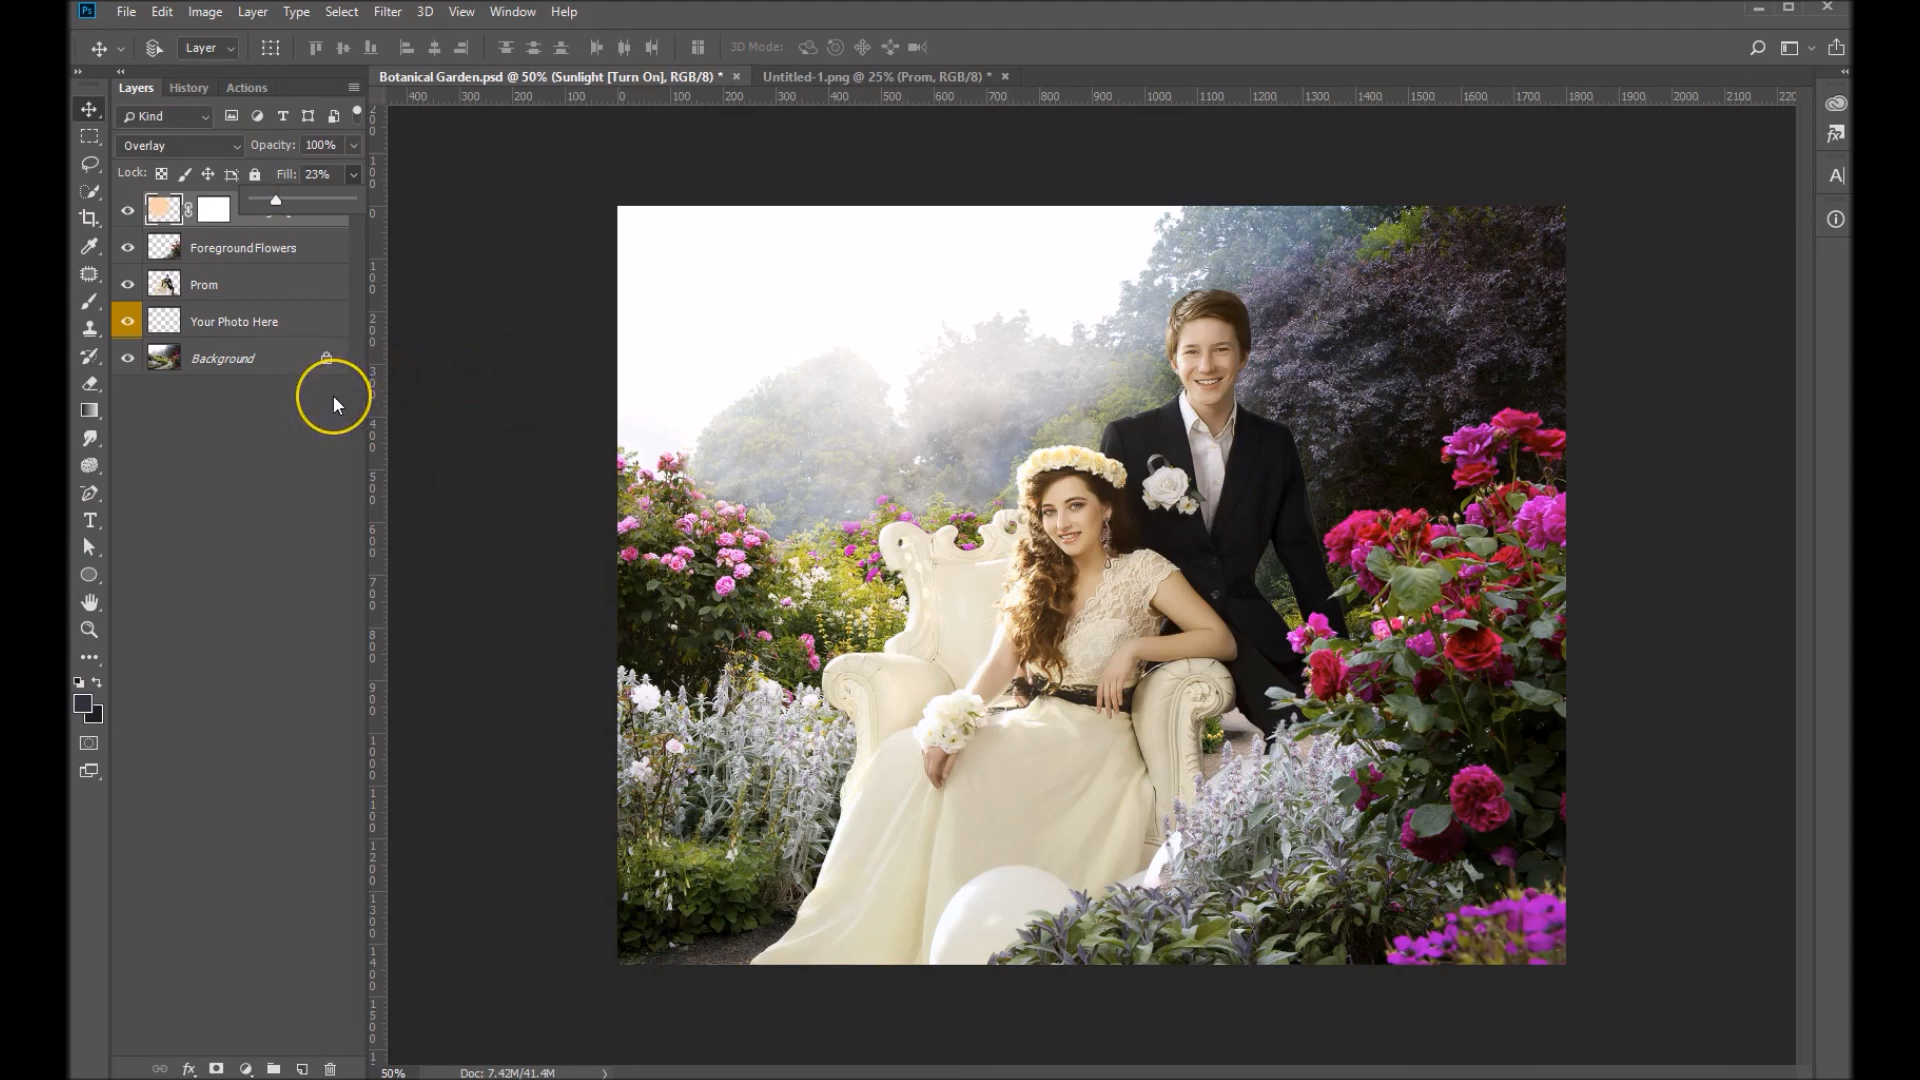 Ps File Edit Image Layer Type Select Filter 3D View Window Help
Layer 3D Mode:
Botanical Garden.psd @ 50% (Sunlight [Turn On], RGB/8) * × Untitled-1.png @ 25% (Prom, RGB/8) * ×
Layers History Actions
400 300 200 100 0 100 200 300 400 500 600 700 800 900 1000 1100 1200 1300 1400 1500 1600 1700 1800 1900 2000 2100 220
Kind
Overlay Opacity: 100%
Lock: Fill: 23%
Foreground Flowers
Prom
Your Photo Here
Background
50% Doc: 7.42M/41.4M